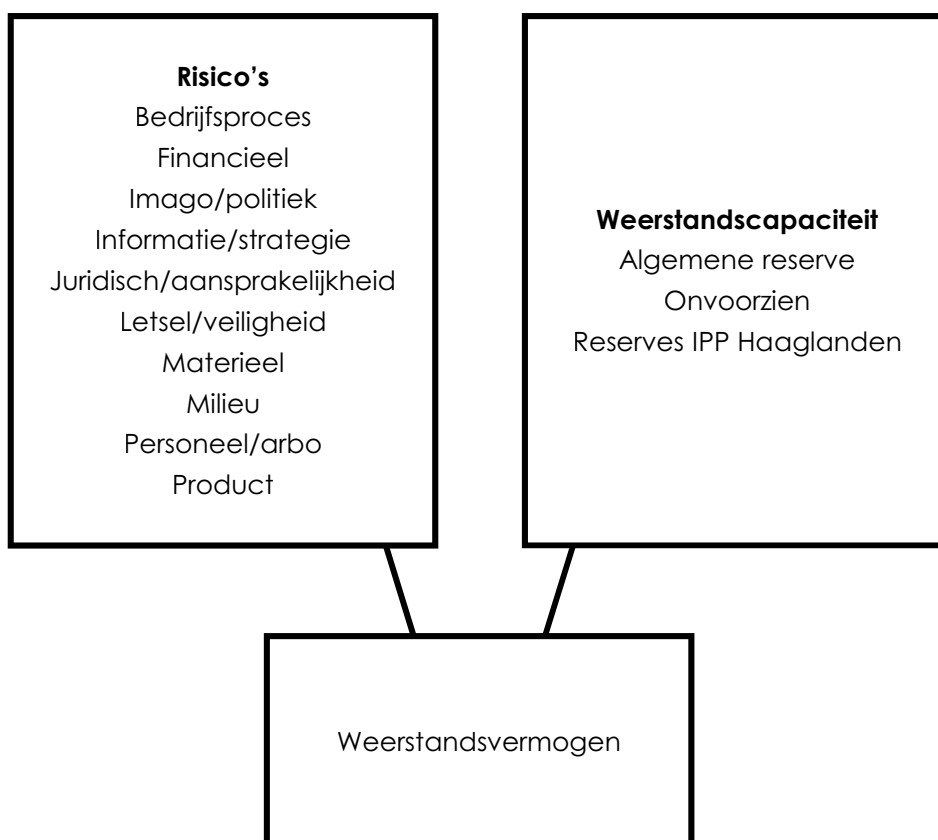 Risico’s
Bedrijfsproces
Financieel
Imago/politiek
Informatie/strategie
Juridisch/aansprakelijkheid
Letsel/veiligheid
Materieel
Milieu
Personeel/arbo
Product
Weerstandscapaciteit
Algemene reserve
Onvoorzien
Reserves IPP Haaglanden
Weerstandsvermogen